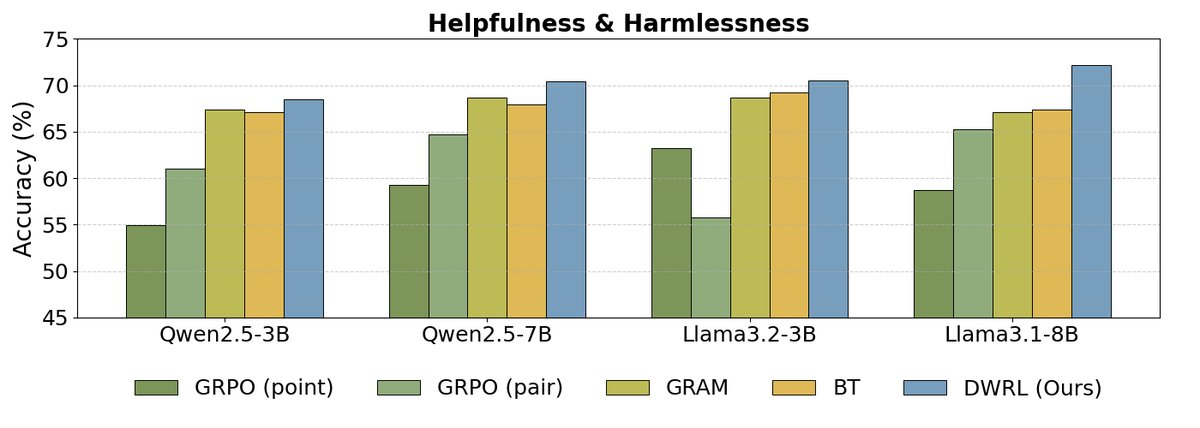 Helpfulness & Harmlessness
Accuracy (%)
75
70
65
60
55
50
45
Qwen2.5-3B Qwen2.5-7B Llama3.2-3B Llama3.1-8B
GRPO (point) GRPO (pair) GRAM BT DWRL (Ours)